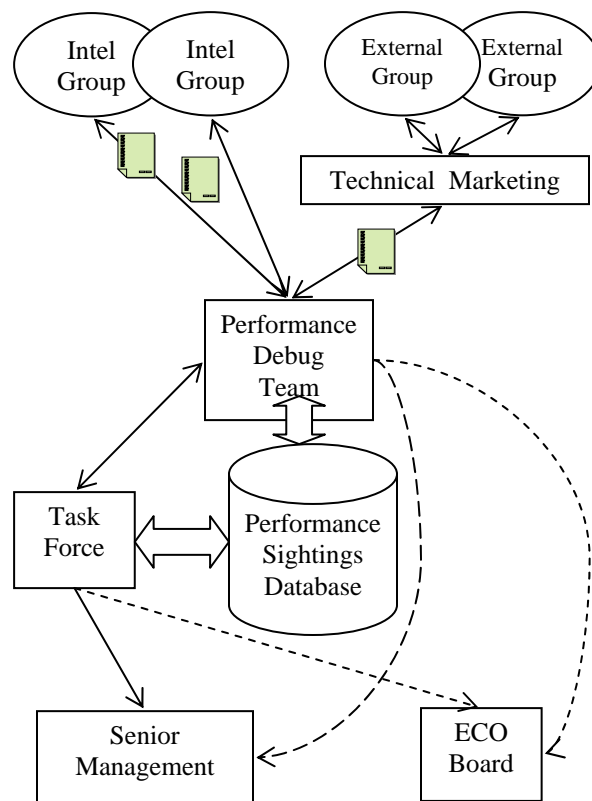 Intel
Group
Intel
Group
External
Group
External
Group
Technical Marketing
Performance
Debug
Team
Task
Force
Performance
Sightings
Database
Senior
Management
ECO
Board